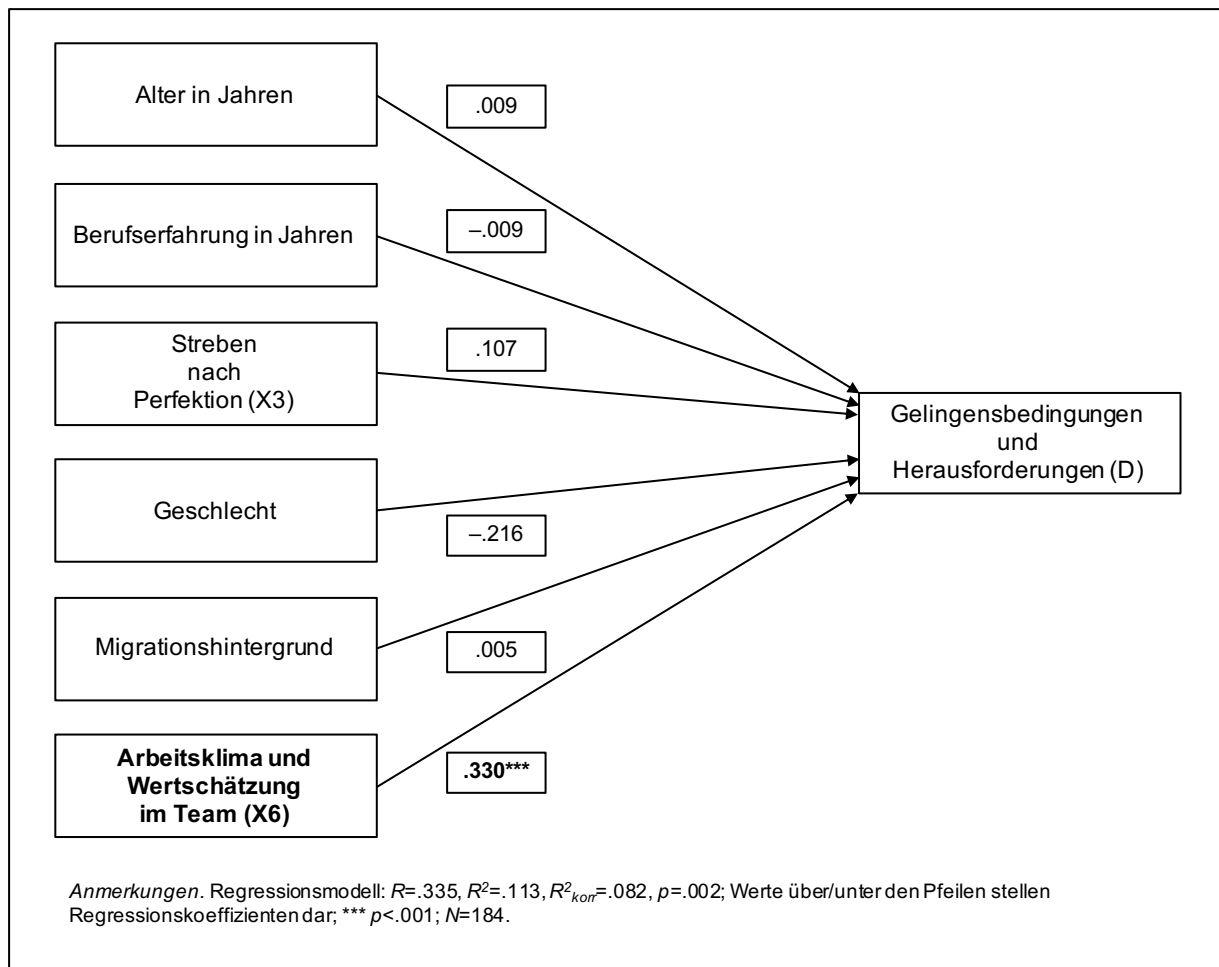 Alter in Jahren
.009
Berufserfahrung in Jahren
–.009
Streben
nach
Perfektion (X3)
.107
Gelingensbedingungen
und
Herausforderungen (D)
Geschlecht
–.216
Migrationshintergrund
.005
Arbeitsklima und
Wertschätzung
im Team (X6)
.330***
Anmerkungen. Regressionsmodell: R=.335, R²=.113, R²korr=.082, p=.002; Werte über/unter den Pfeilen stellen
Regressionskoeffizienten dar; *** p<.001; N=184.